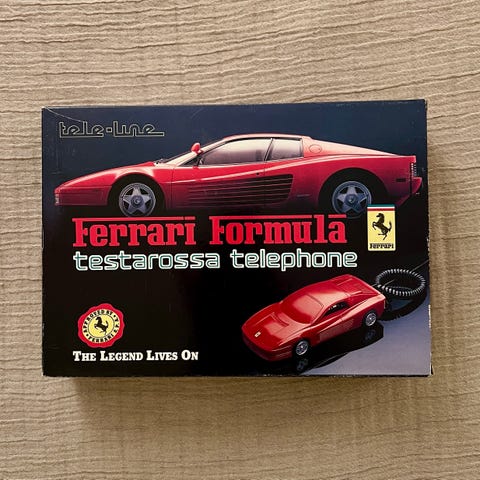 tele-line
Ferrari Formula
testarossa telephone
Ferrari
THE LEGEND LIVES ON